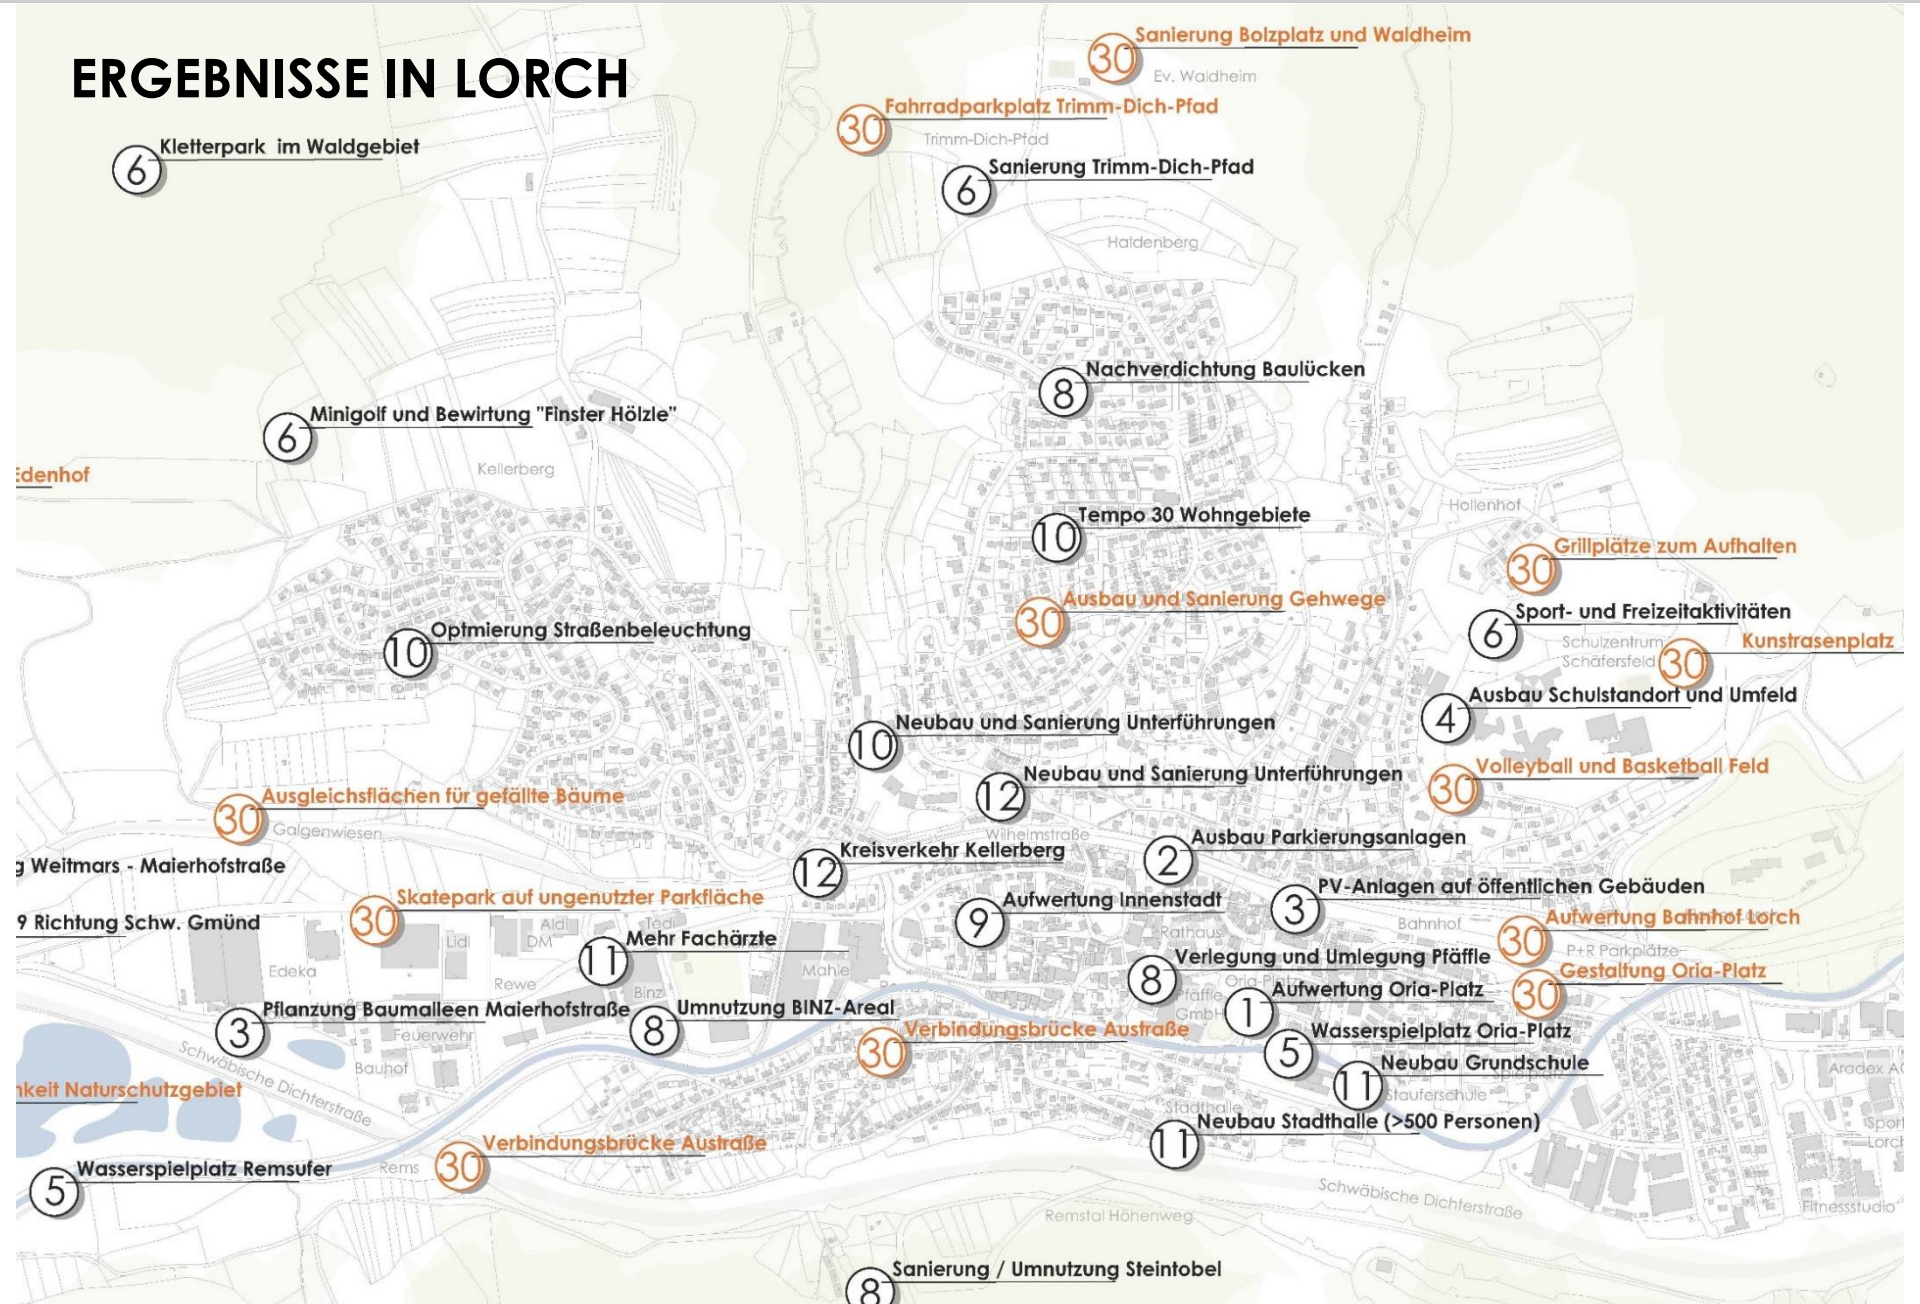 ERGEBNISSE IN LORCH
30 Sanierung Bolzplatz und Waldheim
Ev. Waldheim
30 Fahrradparkplatz Trimm-Dich-Pfad
Trimm-Dich-Pfad
6 Kletterpark im Waldgebiet
6 Sanierung Trimm-Dich-Pfad
Haldenberg
8 Nachverdichtung Baulücken
6 Minigolf und Bewirtung "Finster Hölzle"
Kellerberg
Edenhof
Hollenhof
10 Tempo 30 Wohngebiete
30 Grillplätze zum Aufhalten
30 Ausbau und Sanierung Gehwege
6 Sport- und Freizeitaktivitäten
10 Optmierung Straßenbeleuchtung
Schulzentrum
Schäfersfeld
30 Kunstrasenplatz
4 Ausbau Schulstandort und Umfeld
10 Neubau und Sanierung Unterführungen
30 Volleyball und Basketball Feld
12 Neubau und Sanierung Unterführungen
30 Ausgleichsflächen für gefällte Bäume
Galgenwiesen
Wilhelmstraße
2 Ausbau Parkierungsanlagen
12 Kreisverkehr Kellerberg
g Weitmars - Maierhofstraße
3 PV-Anlagen auf öffentlichen Gebäuden
30 Skatepark auf ungenutzter Parkfläche
9 Aufwertung Innenstadt
30 Aufwertung Bahnhof Lorch
9 Richtung Schw. Gmünd
Aldi
DM
Tedi
Bahnhof
Rathaus
Lidl
11 Mehr Fachärzte
P+R Parkplätze
8 Verlegung und Umlegung Pfäffle
Edeka
Mahle
30 Gestaltung Oria-Platz
Rewe
Binz
Pfäffle
GmbH
Oria-Pl
1 Aufwertung Oria-Platz
3 Pflanzung Baumalleen Maierhofstraße
8 Umnutzung BINZ-Areal
30 Verbindungsbrücke Austraße
5 Wasserspielplatz Oria-Platz
Feuerwehr
Schwäbische Dichterstraße
Bauhof
11 Neubau Grundschule
Aradex AG
nkeit Naturschutzgebiet
Stauferschule
Stadthalle
11 Neubau Stadthalle (>500 Personen)
Sport
Lorch
30 Verbindungsbrücke Austraße
5 Wasserspielplatz Remsufer
Rems
Schwäbische Dichterstraße
Fitnessstudio
Remstal Höhenweg
8 Sanierung / Umnutzung Steintobel